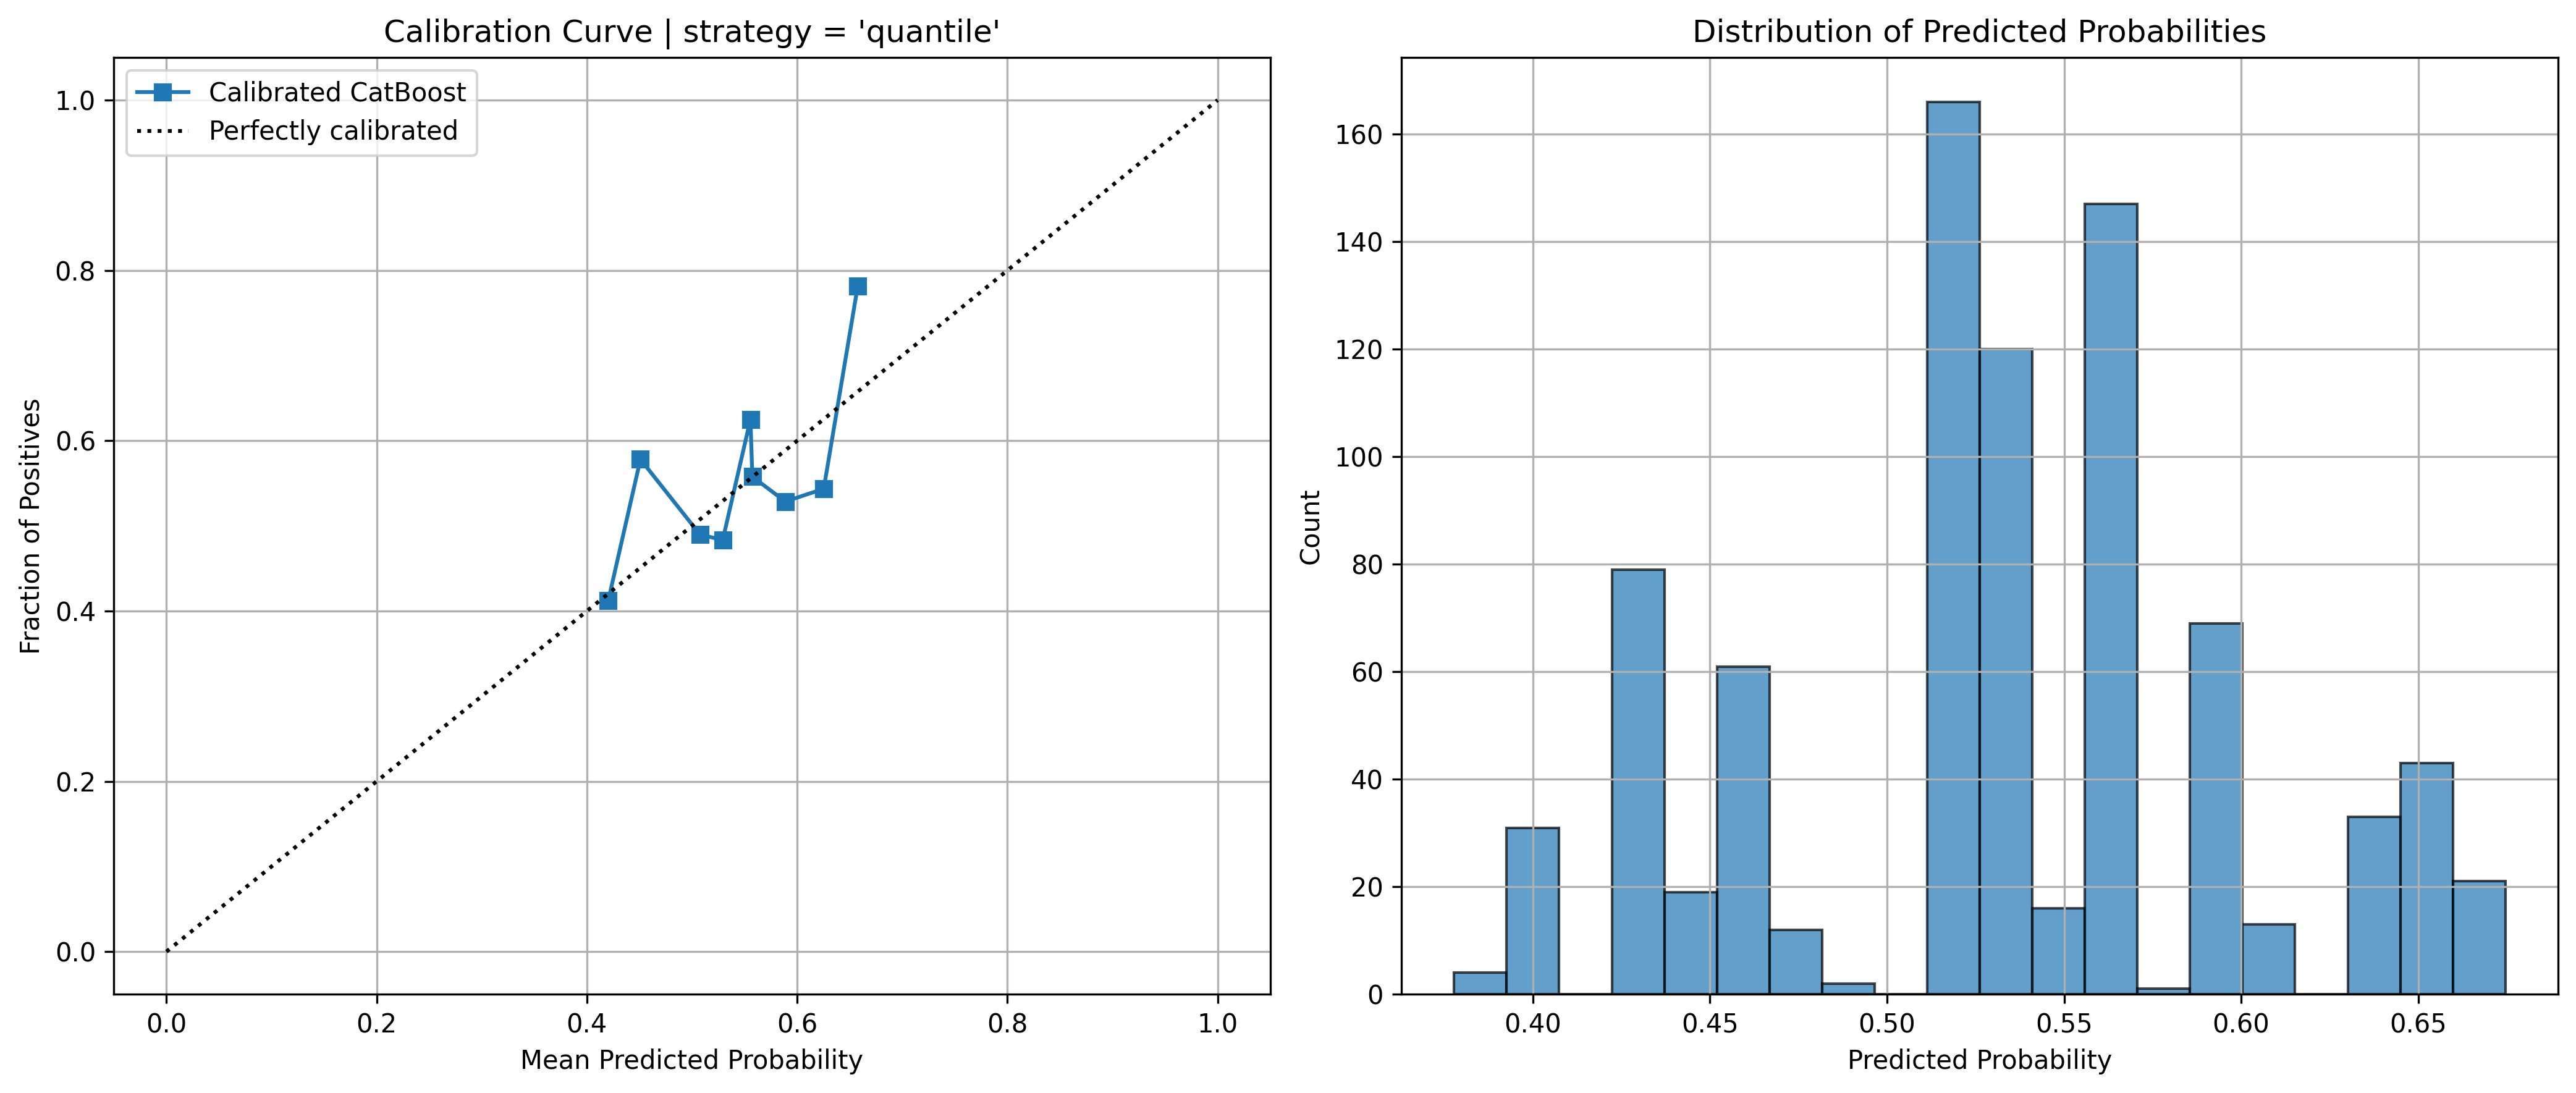 Calibration Curve | strategy = 'quantile'
Calibrated CatBoost
Perfectly calibrated
1.0
0.8
0.6
0.4
0.2
0.0
Fraction of Positives
0.0 0.2 0.4 0.6 0.8 1.0
Mean Predicted Probability
Distribution of Predicted Probabilities
160
140
120
100
80
60
40
20
0
Count
0.40 0.45 0.50 0.55 0.60 0.65
Predicted Probability